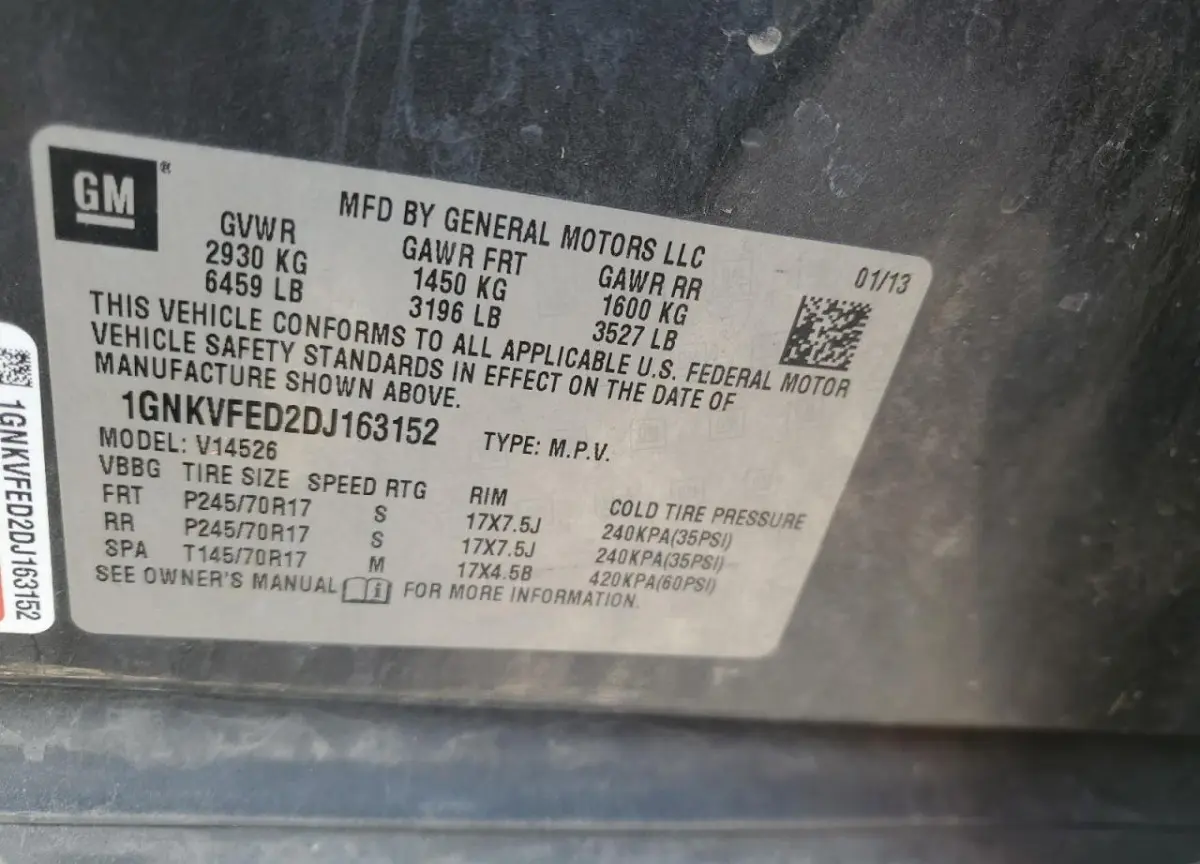 GM®
MFD BY GENERAL MOTORS LLC
01/13
GVWR GAWR FRT GAWR RR
2930 KG 1450 KG 1600 KG
6459 LB 3196 LB 3527 LB
THIS VEHICLE CONFORMS TO ALL APPLICABLE U.S. FEDERAL MOTOR
VEHICLE SAFETY STANDARDS IN EFFECT ON THE DATE OF
MANUFACTURE SHOWN ABOVE.
1GNKVFED2DJ163152 TYPE: M.P.V.
MODEL: V14526
VBBG TIRE SIZE SPEED RTG RIM COLD TIRE PRESSURE
FRT P245/70R17 S 17X7.5J 240KPA(35PSI)
RR P245/70R17 S 17X7.5J 240KPA(35PSI)
SPA T145/70R17 M 17X4.5B 420KPA(60PSI)
SEE OWNER'S MANUAL i FOR MORE INFORMATION.
1GNKVFED2DJ163152